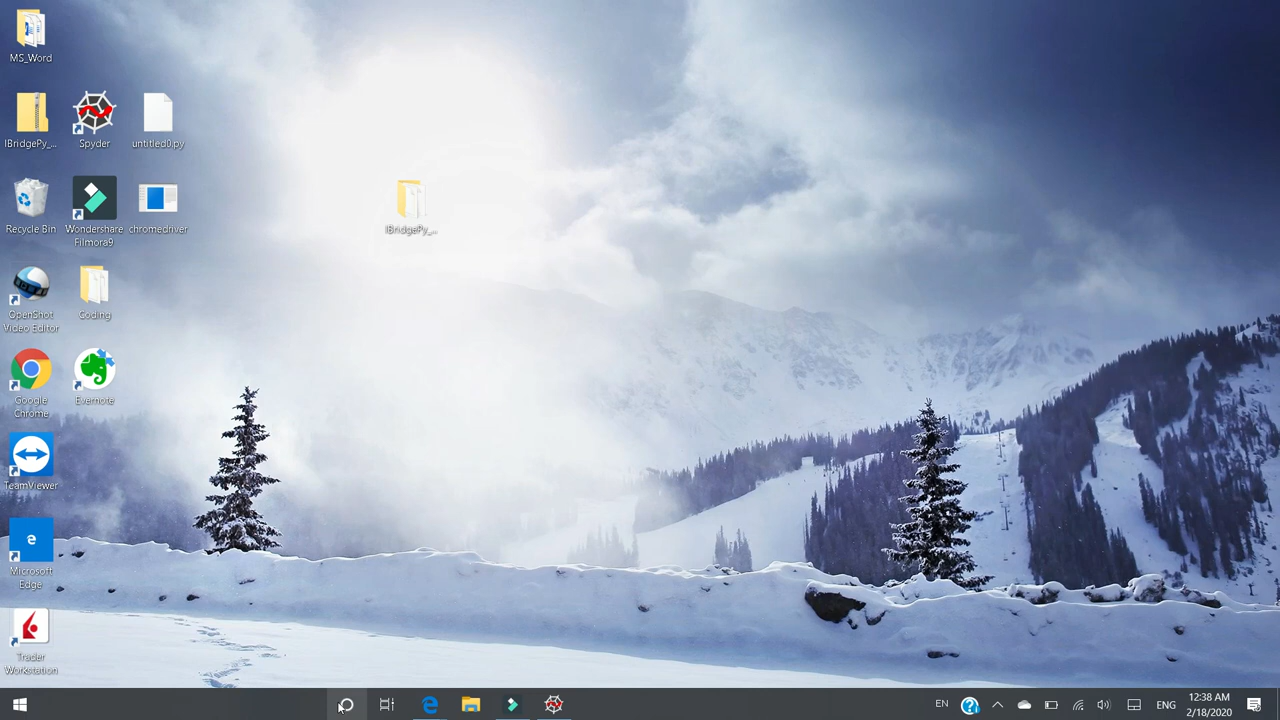 MS_Word
IBridgePy_...
Spyder
untitled0.py
Recycle Bin
Wondershare
Filmora9
chromedriver
IBridgePy_...
OpenShot
Video Editor
Coding
Google
Chrome
Evernote
TeamViewer
Microsoft
Edge
Trader
Workstation
EN
ENG
12:38 AM
2/18/2020